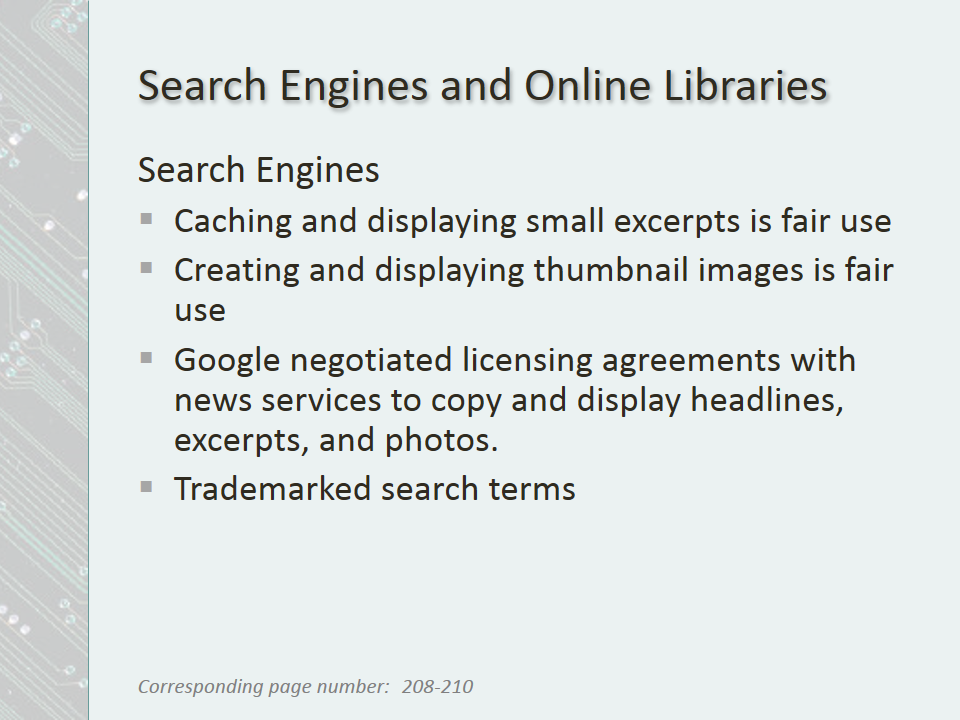 Search Engines and Online Libraries
Search Engines
▪ Caching and displaying small excerpts is fair use
▪ Creating and displaying thumbnail images is fair
use
▪ Google negotiated licensing agreements with
news services to copy and display headlines,
excerpts, and photos.
▪ Trademarked search terms
Corresponding page number: 208-210